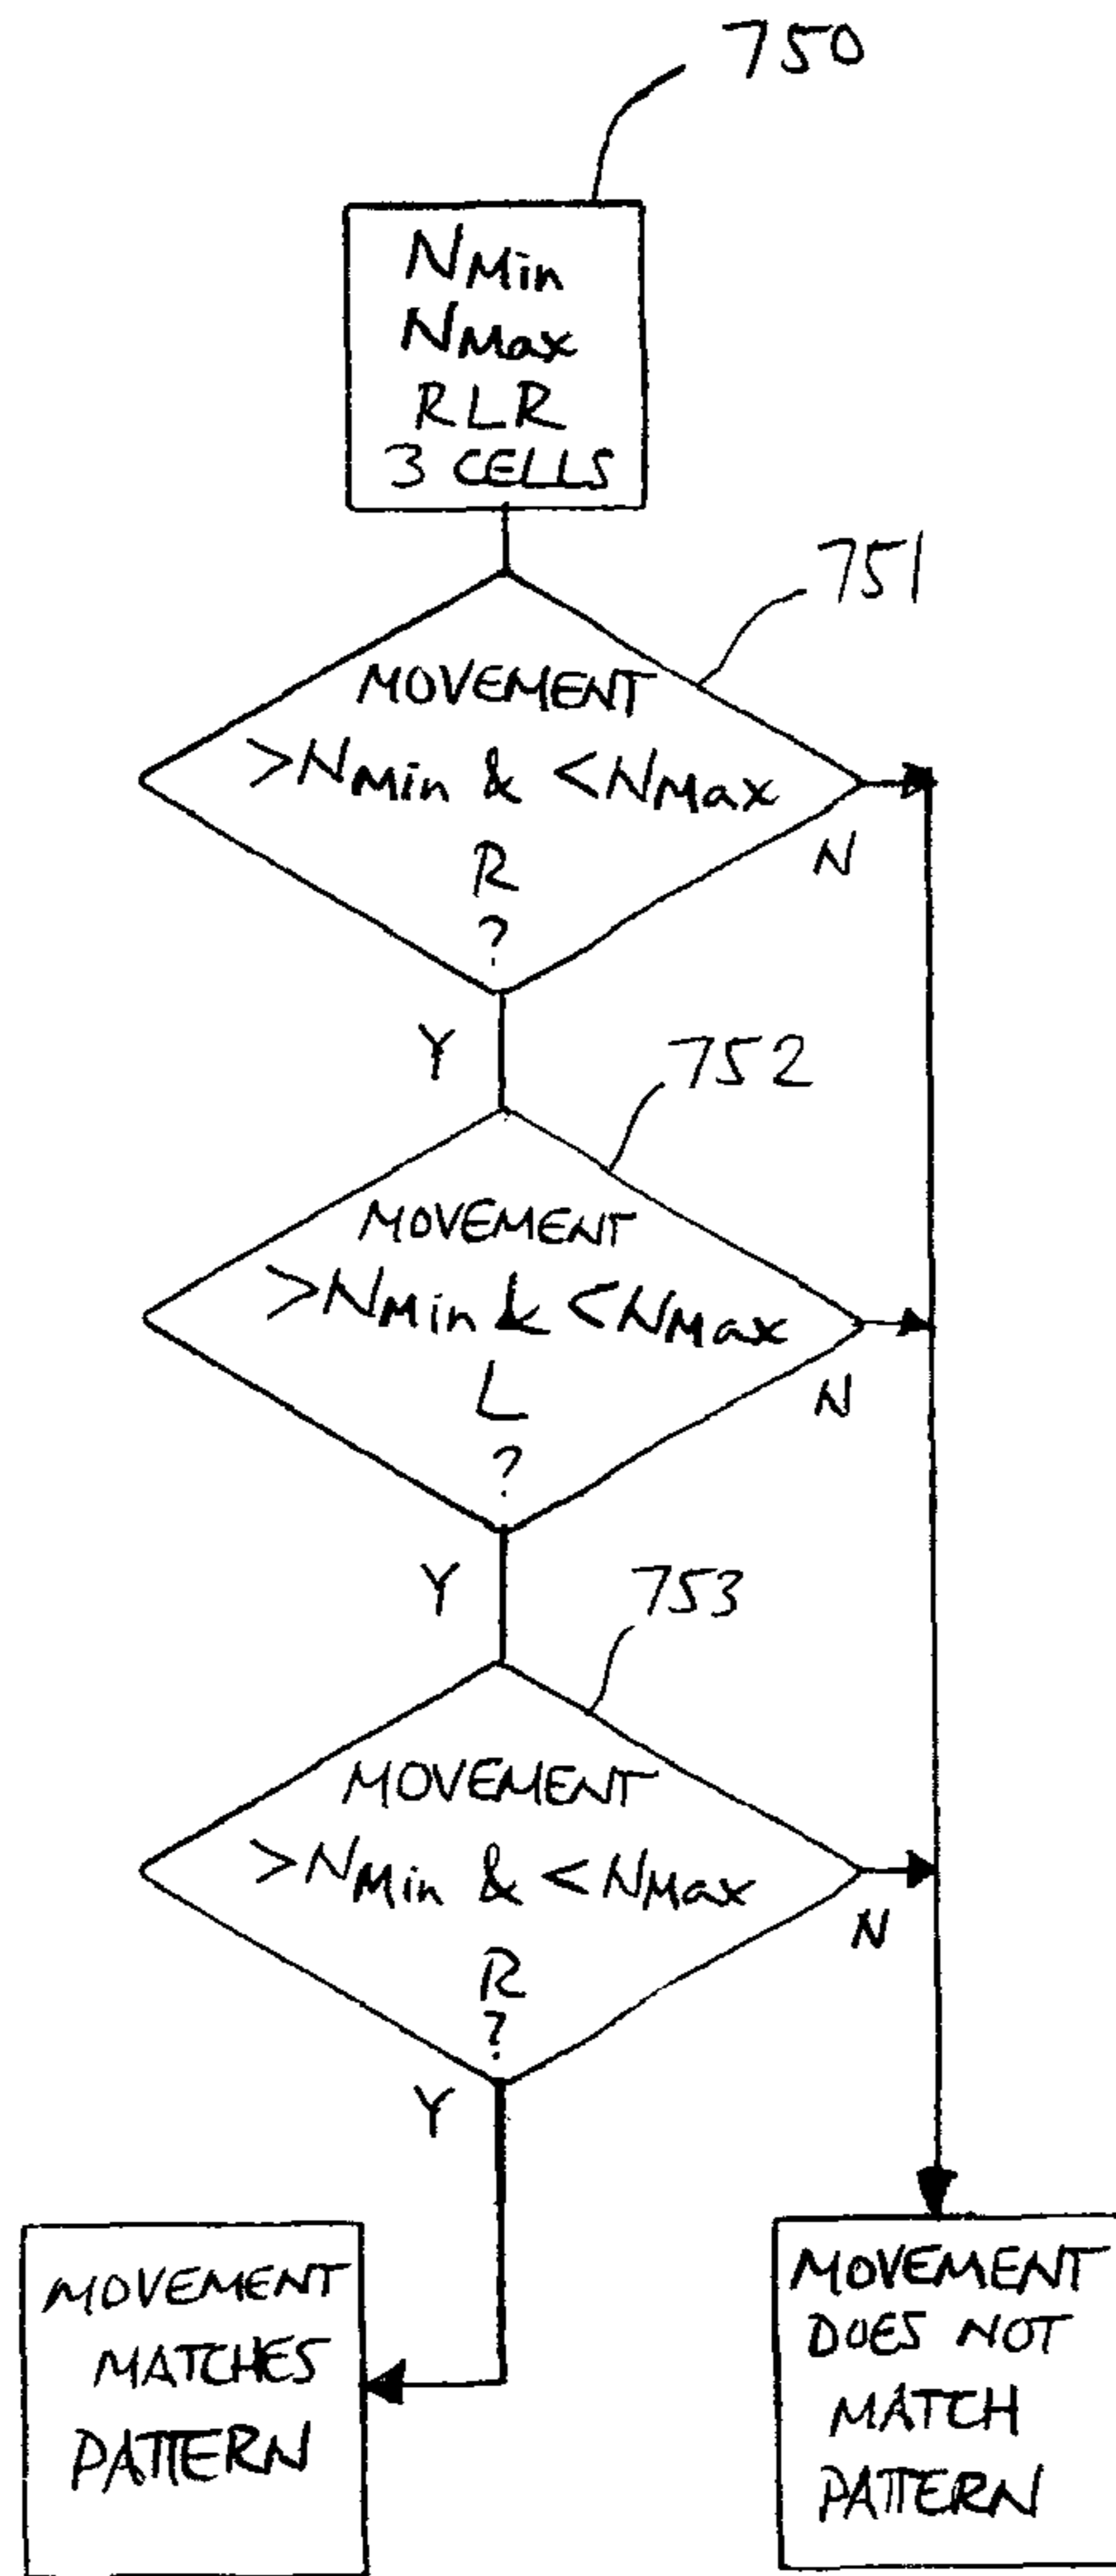 750
NMin
NMax
RLR
3 CELLS
751
MOVEMENT
>NMin & <NMax
R
?
N
Y
752
MOVEMENT
>NMin & <NMax
L
?
N
Y
753
MOVEMENT
>NMin & <NMax
R
?
N
Y
MOVEMENT
MATCHES
PATTERN
MOVEMENT
DOES NOT
MATCH
PATTERN